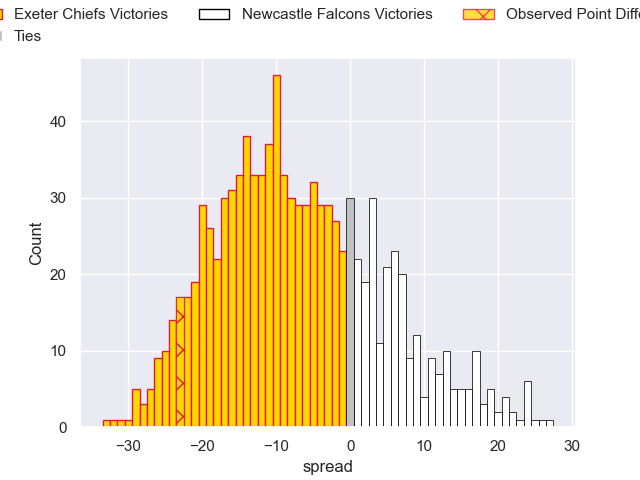 Exeter Chiefs Victories Newcastle Falcons Victories Observed Point
Ties
40
30
20
10
0
Count
−30 −20 −10 0 10 20 30
spread